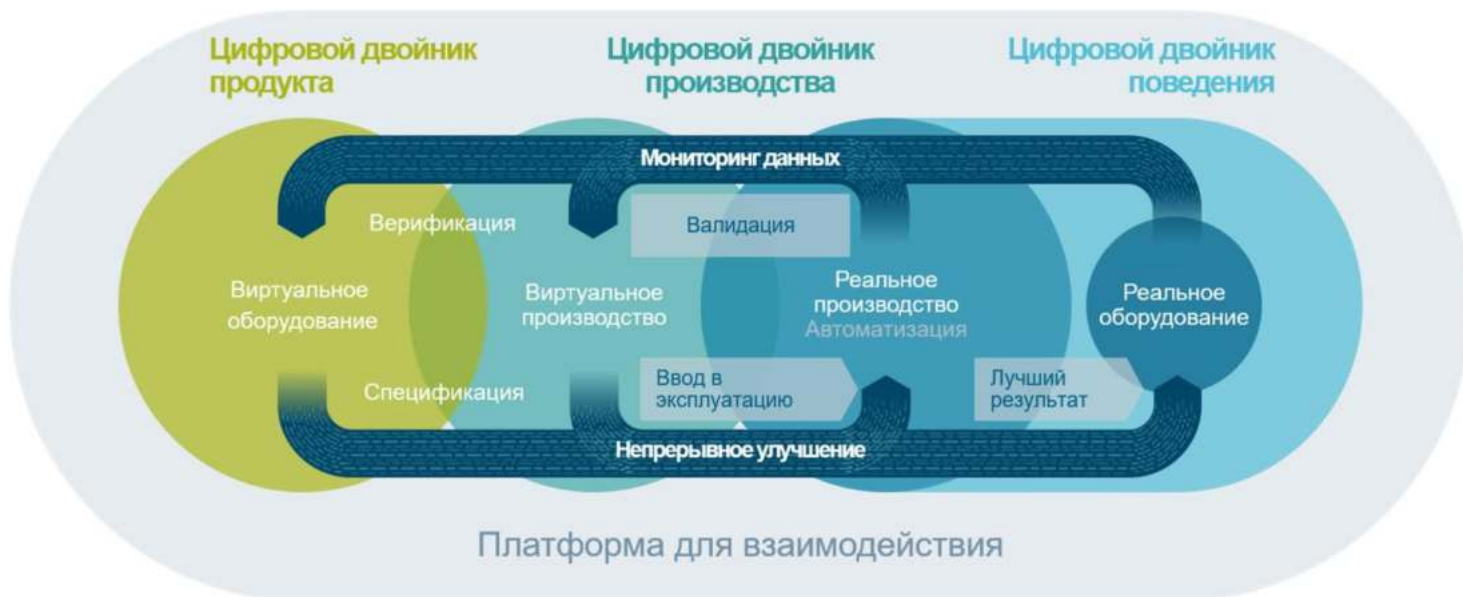 Цифровой двойник
продукта
Цифровой двойник
производства
Цифровой двойник
поведения
Мониторинг данных
Верификация
Валидация
Виртуальное
оборудование
Виртуальное
производство
Реальное
производство
Автоматизация
Реальное
оборудование
Спецификация
Ввод в
эксплуатацию
Лучший
результат
Непрерывное улучшение
Платформа для взаимодействия